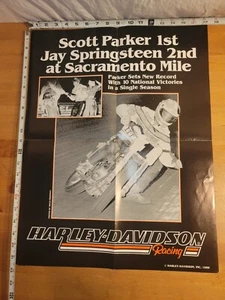 Scott Parker 1st
Jay Springsteen 2nd
at Sacramento Mile
Parker Sets New Record
With 10 National Victories
in a Single Season
HARLEY-DAVIDSON
Racing